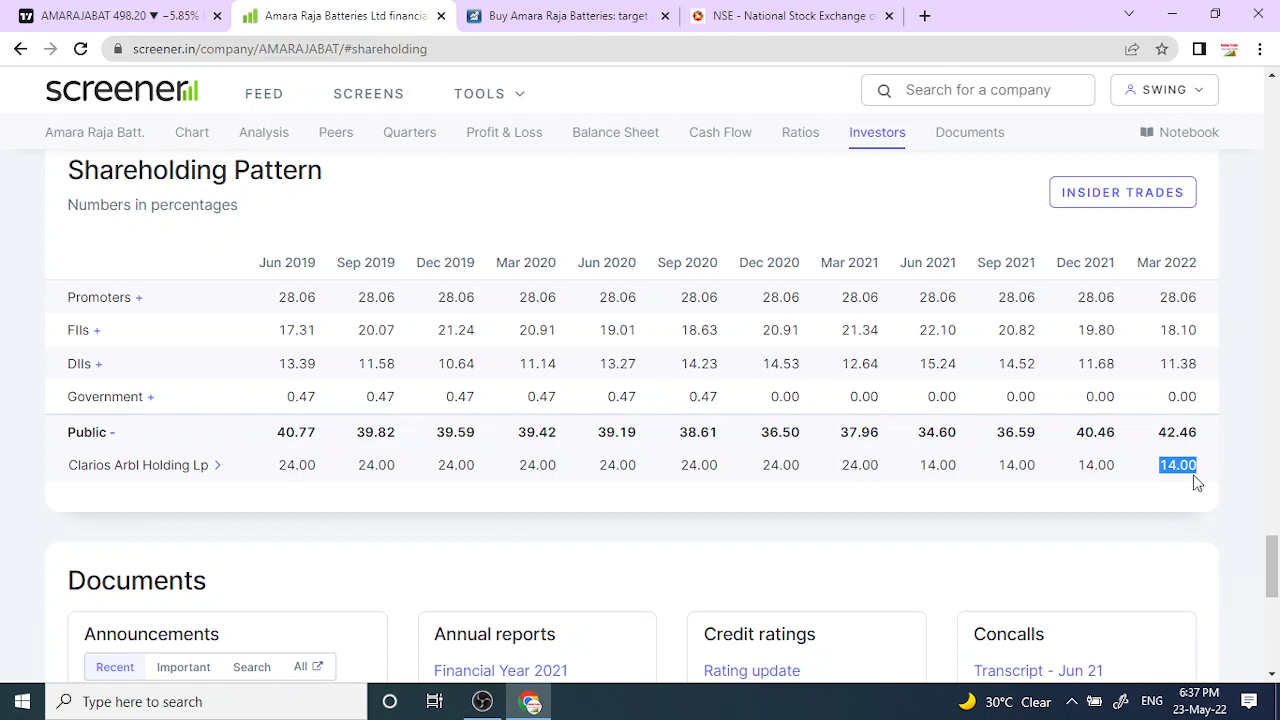 AMARAJABAT 498.20 ▼ −5.85%
Amara Raja Batteries Ltd financia
Buy Amara Raja Batteries: target
NSE - National Stock Exchange o
screener.in/company/AMARAJABAT/#shareholding
screener
FEED
SCREENS
TOOLS
Search for a company
SWING
Amara Raja Batt.
Chart
Analysis
Peers
Quarters
Profit & Loss
Balance Sheet
Cash Flow
Ratios
Investors
Documents
Notebook
Shareholding Pattern
Numbers in percentages
INSIDER TRADES
Jun 2019 Sep 2019 Dec 2019 Mar 2020 Jun 2020 Sep 2020 Dec 2020 Mar 2021 Jun 2021 Sep 2021 Dec 2021 Mar 2022
Promoters + 28.06 28.06 28.06 28.06 28.06 28.06 28.06 28.06 28.06 28.06 28.06 28.06
FIIs + 17.31 20.07 21.24 20.91 19.01 18.63 20.91 21.34 22.10 20.82 19.80 18.10
DIIs + 13.39 11.58 10.64 11.14 13.27 14.23 14.53 12.64 15.24 14.52 11.68 11.38
Government + 0.47 0.47 0.47 0.47 0.47 0.47 0.00 0.00 0.00 0.00 0.00 0.00
Public - 40.77 39.82 39.59 39.42 39.19 38.61 36.50 37.96 34.60 36.59 40.46 42.46
Clarios Arbl Holding Lp 24.00 24.00 24.00 24.00 24.00 24.00 24.00 24.00 14.00 14.00 14.00 14.00
Documents
Announcements
Recent
Important
Search
All
Annual reports
Financial Year 2021
Credit ratings
Rating update
Concalls
Transcript - Jun 21
Type here to search
30°C Clear
ENG
6:37 PM
23-May-22